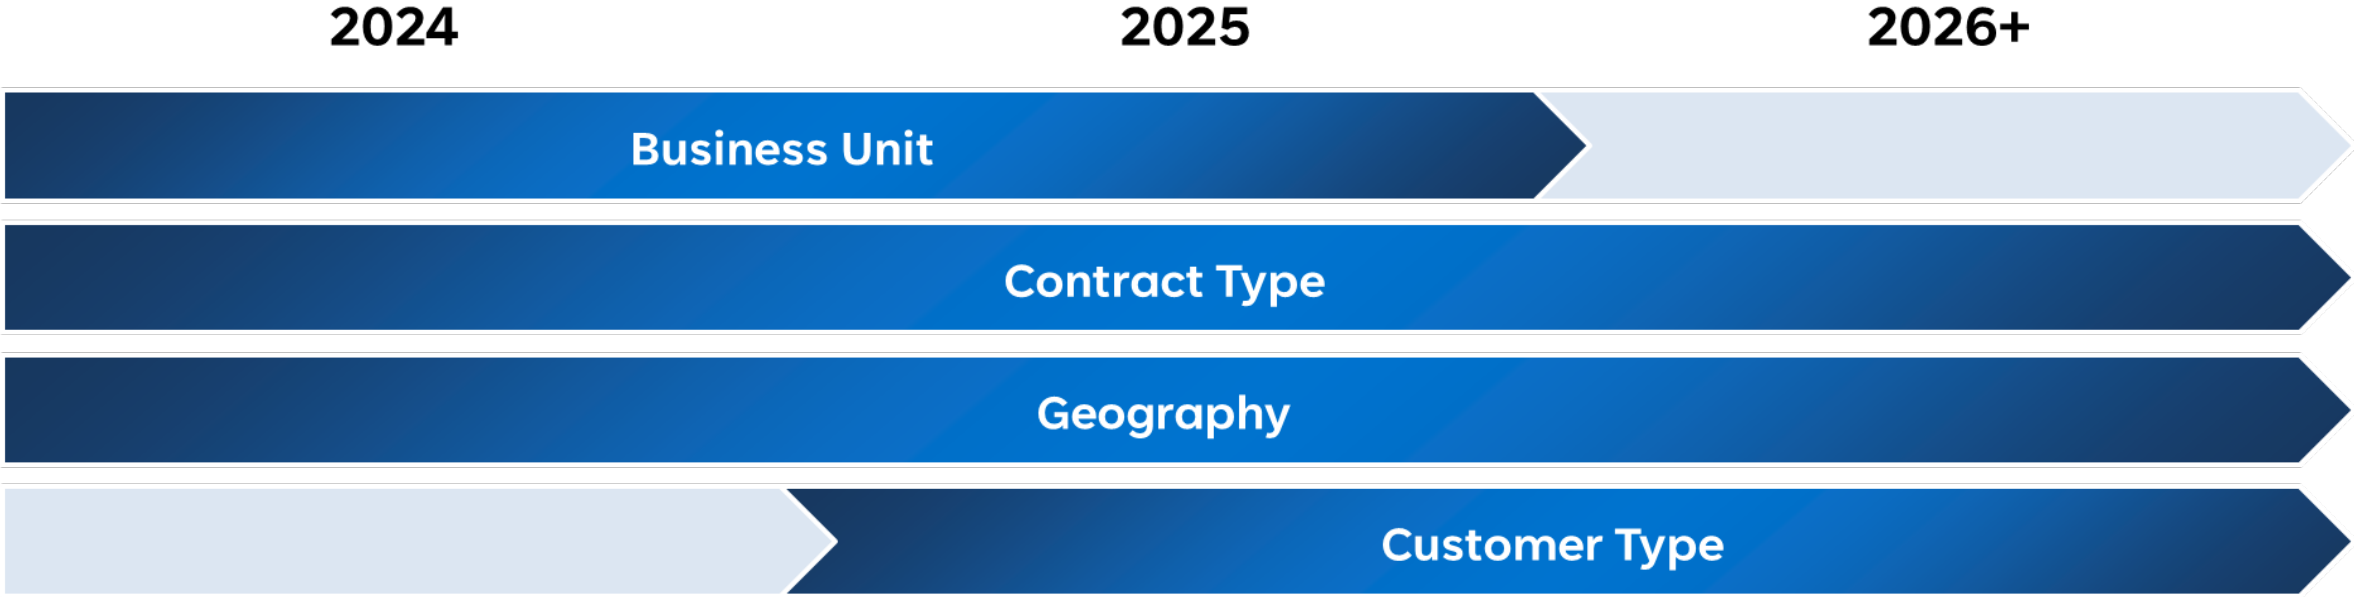 2024 2025 2026+
Business Unit
Contract Type
Geography
Customer Type